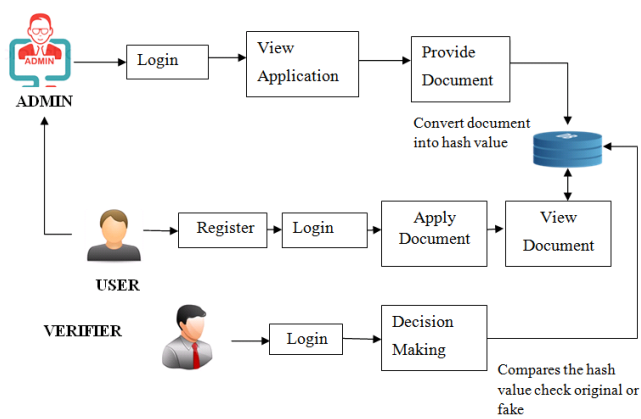 ADMIN
ADMIN
Login
View
Application
Provide
Document
Convert document
into hash value
Register
Login
Apply
Document
View
Document
USER
VERIFIER
Login
Decision
Making
Compares the hash
value check original or
fake